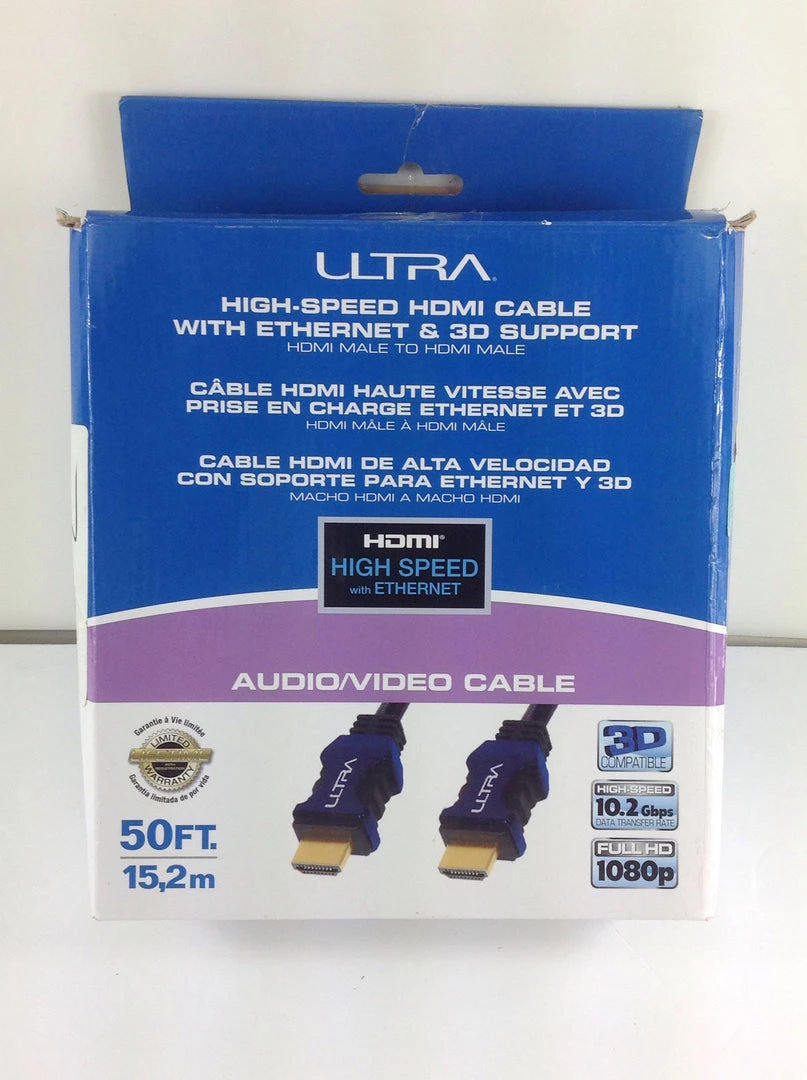 ULTRA
HIGH-SPEED HDMI CABLE
WITH ETHERNET & 3D SUPPORT
HDMI MALE TO HDMI MALE
CÂBLE HDMI HAUTE VITESSE AVEC
PRISE EN CHARGE ETHERNET ET 3D
HDMI MÂLE À HDMI MÂLE
CABLE HDMI DE ALTA VELOCIDAD
CON SOPORTE PARA ETHERNET Y 3D
MACHO HDMI A MACHO HDMI
HDMI®
HIGH SPEED
with ETHERNET
AUDIO/VIDEO CABLE
Garantie à Vie limitée
LIMITED
LIFETIME
WARRANTY
Garantía limitada de por vida
50FT.
15,2m
ULTRA
ULTRA
3D
COMPATIBLE
HIGH-SPEED
10.2 Gbps
DATA TRANSFER RATE
FULL HD
1080p